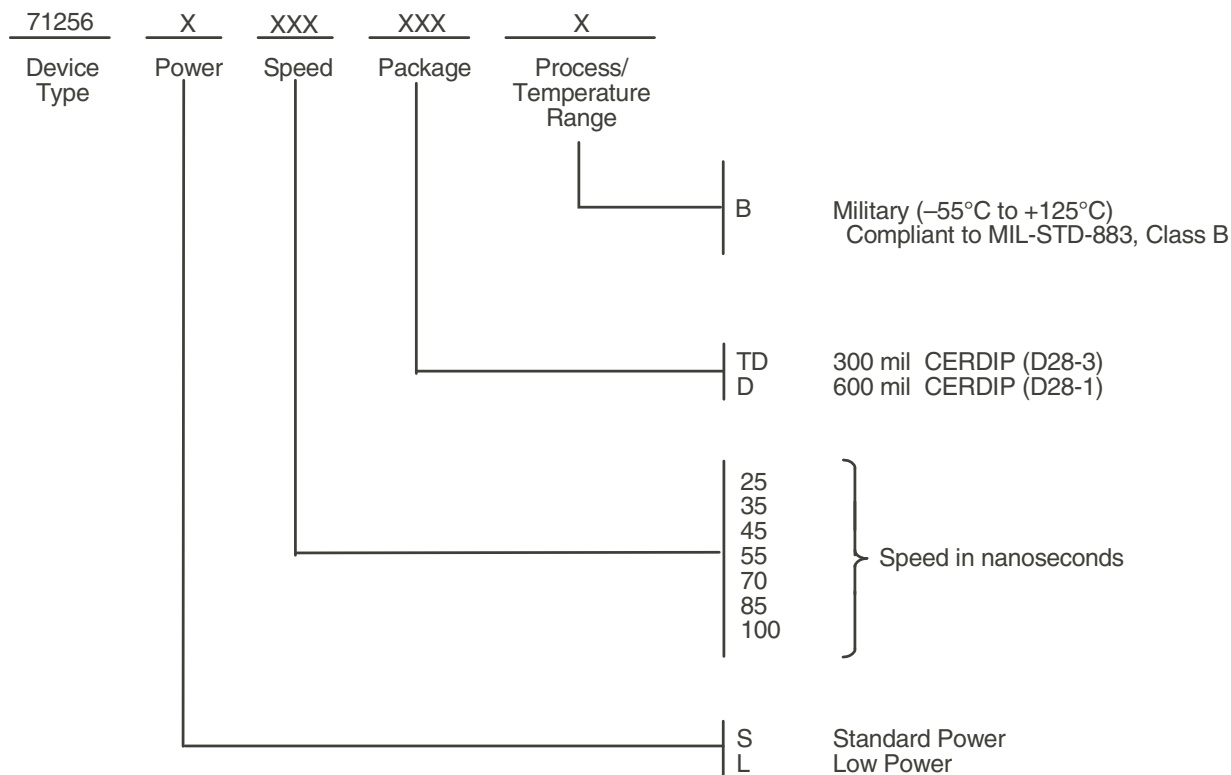 71256 X XXX XXX X
Device Type
Power
Speed
Package
Process/
Temperature
Range
B Military (–55°C to +125°C)
Compliant to MIL-STD-883, Class B
TD 300 mil CERDIP (D28-3)
D 600 mil CERDIP (D28-1)
25
35
45
55
70
85
100
Speed in nanoseconds
S Standard Power
L Low Power